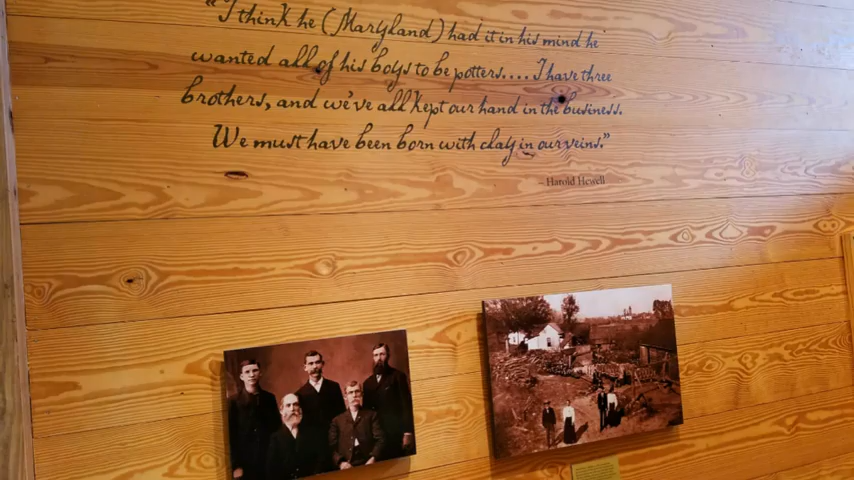 "I think he (Maryland) had it in his mind he
wanted all of his boys to be potters.... I have three
brothers, and we've all kept our hand in the business.
We must have been born with clay in our veins."
– Harold Hewell